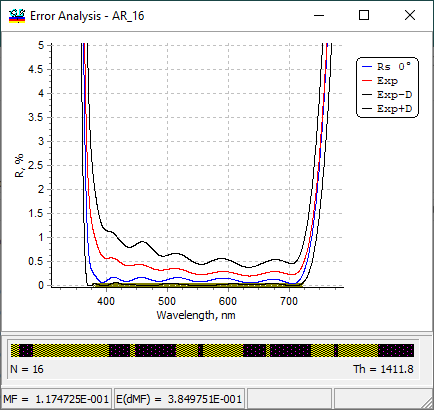 Error Analysis - AR_16
R, %
5
4.5
4
3.5
3
2.5
2
1.5
1
0.5
0
400 500 600 700
Wavelength, nm
Rs 0°
Exp
Exp-D
Exp+D
N = 16 Th = 1411.8
MF = 1.174725E-001 E(dMF) = 3.849751E-001